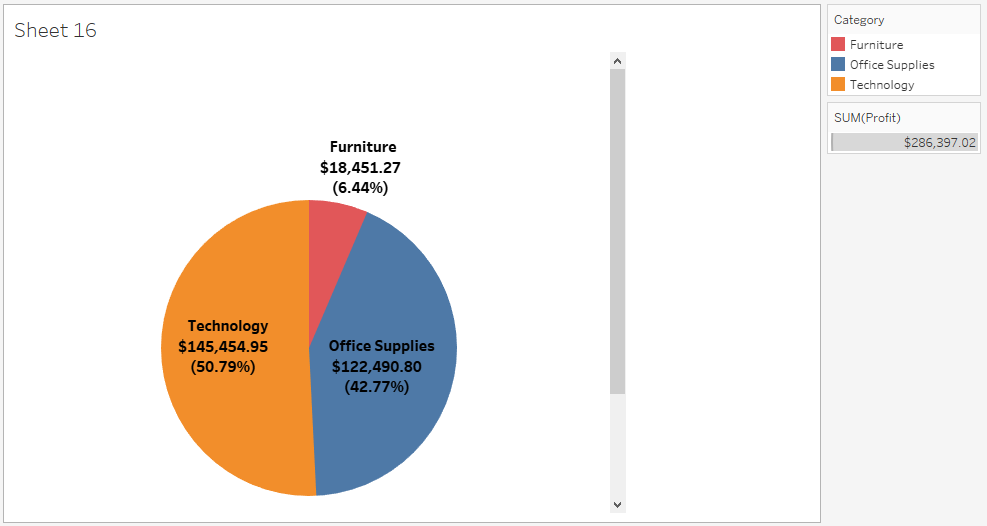 Sheet 16
Furniture
$18,451.27
(6.44%)
Technology
$145,454.95
(50.79%)
Office Supplies
$122,490.80
(42.77%)
Category
Furniture
Office Supplies
Technology
SUM(Profit)
$286,397.02